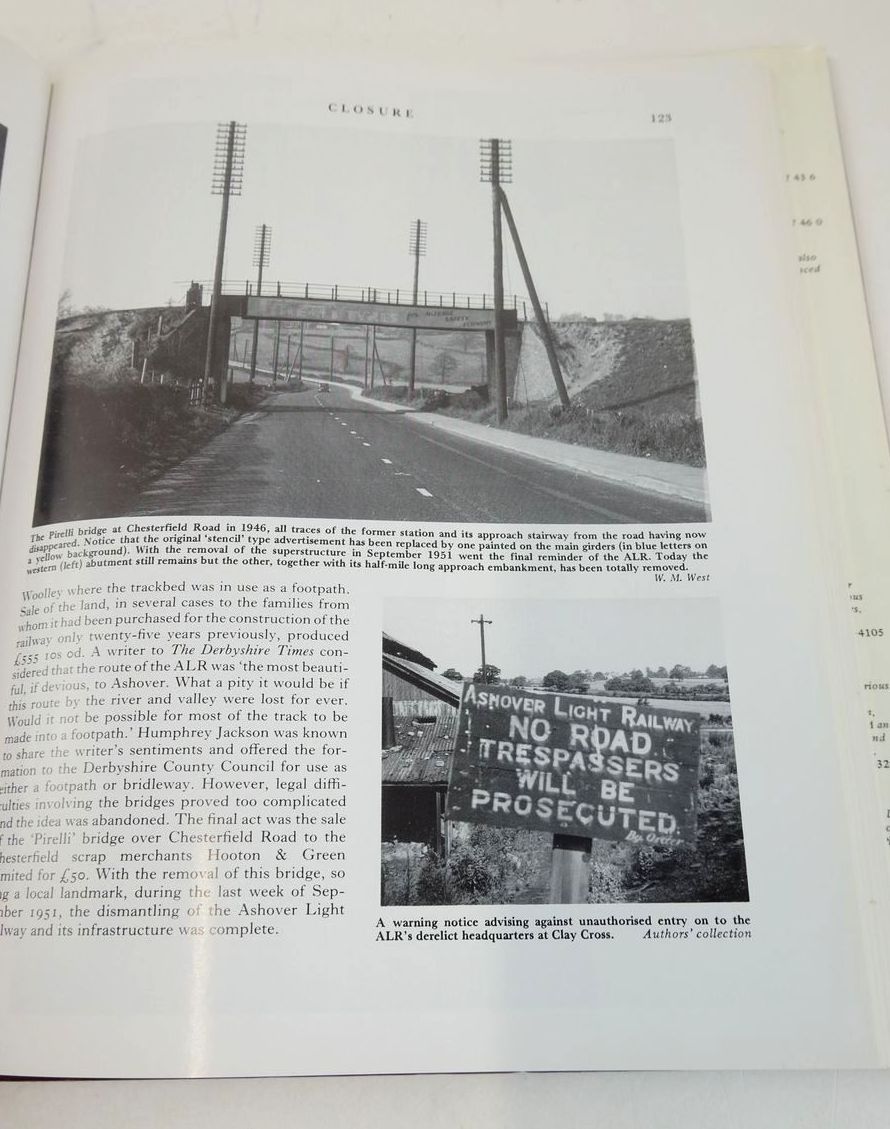 CLOSURE
123
The Pirelli bridge at Chesterfield Road in 1946, all traces of the former station and its approach stairway from the road having now
disappeared. Notice that the original 'stencil' type advertisement has been replaced by one painted on the main girders (in blue letters on
a yellow background). With the removal of the superstructure in September 1951 went the final reminder of the ALR. Today the
western (left) abutment still remains but the other, together with its half-mile long approach embankment, has been totally removed.
W. M. West
Woolley where the trackbed was in use as a footpath.
Sale of the land, in several cases to the families from
whom it had been purchased for the construction of the
railway only twenty-five years previously, produced
£555 10s 0d. A writer to The Derbyshire Times con-
sidered that the route of the ALR was 'the most beauti-
ful, if devious, to Ashover. What a pity it would be if
this route by the river and valley were lost for ever.
Would it not be possible for most of the track to be
made into a footpath.' Humphrey Jackson was known
to share the writer's sentiments and offered the for-
mation to the Derbyshire County Council for use as
either a footpath or bridleway. However, legal diffi-
culties involving the bridges proved too complicated
nd the idea was abandoned. The final act was the sale
f the 'Pirelli' bridge over Chesterfield Road to the
hesterfield scrap merchants Hooton & Green
mited for £50. With the removal of this bridge, so
g a local landmark, during the last week of Sep-
ber 1951, the dismantling of the Ashover Light
lway and its infrastructure was complete.
ASHOVER LIGHT RAILWAY
NO ROAD
TRESPASSERS
WILL BE
PROSECUTED.
By Order
A warning notice advising against unauthorised entry on to the
ALR's derelict headquarters at Clay Cross. Authors' collection
also
4105
rious
nd
32